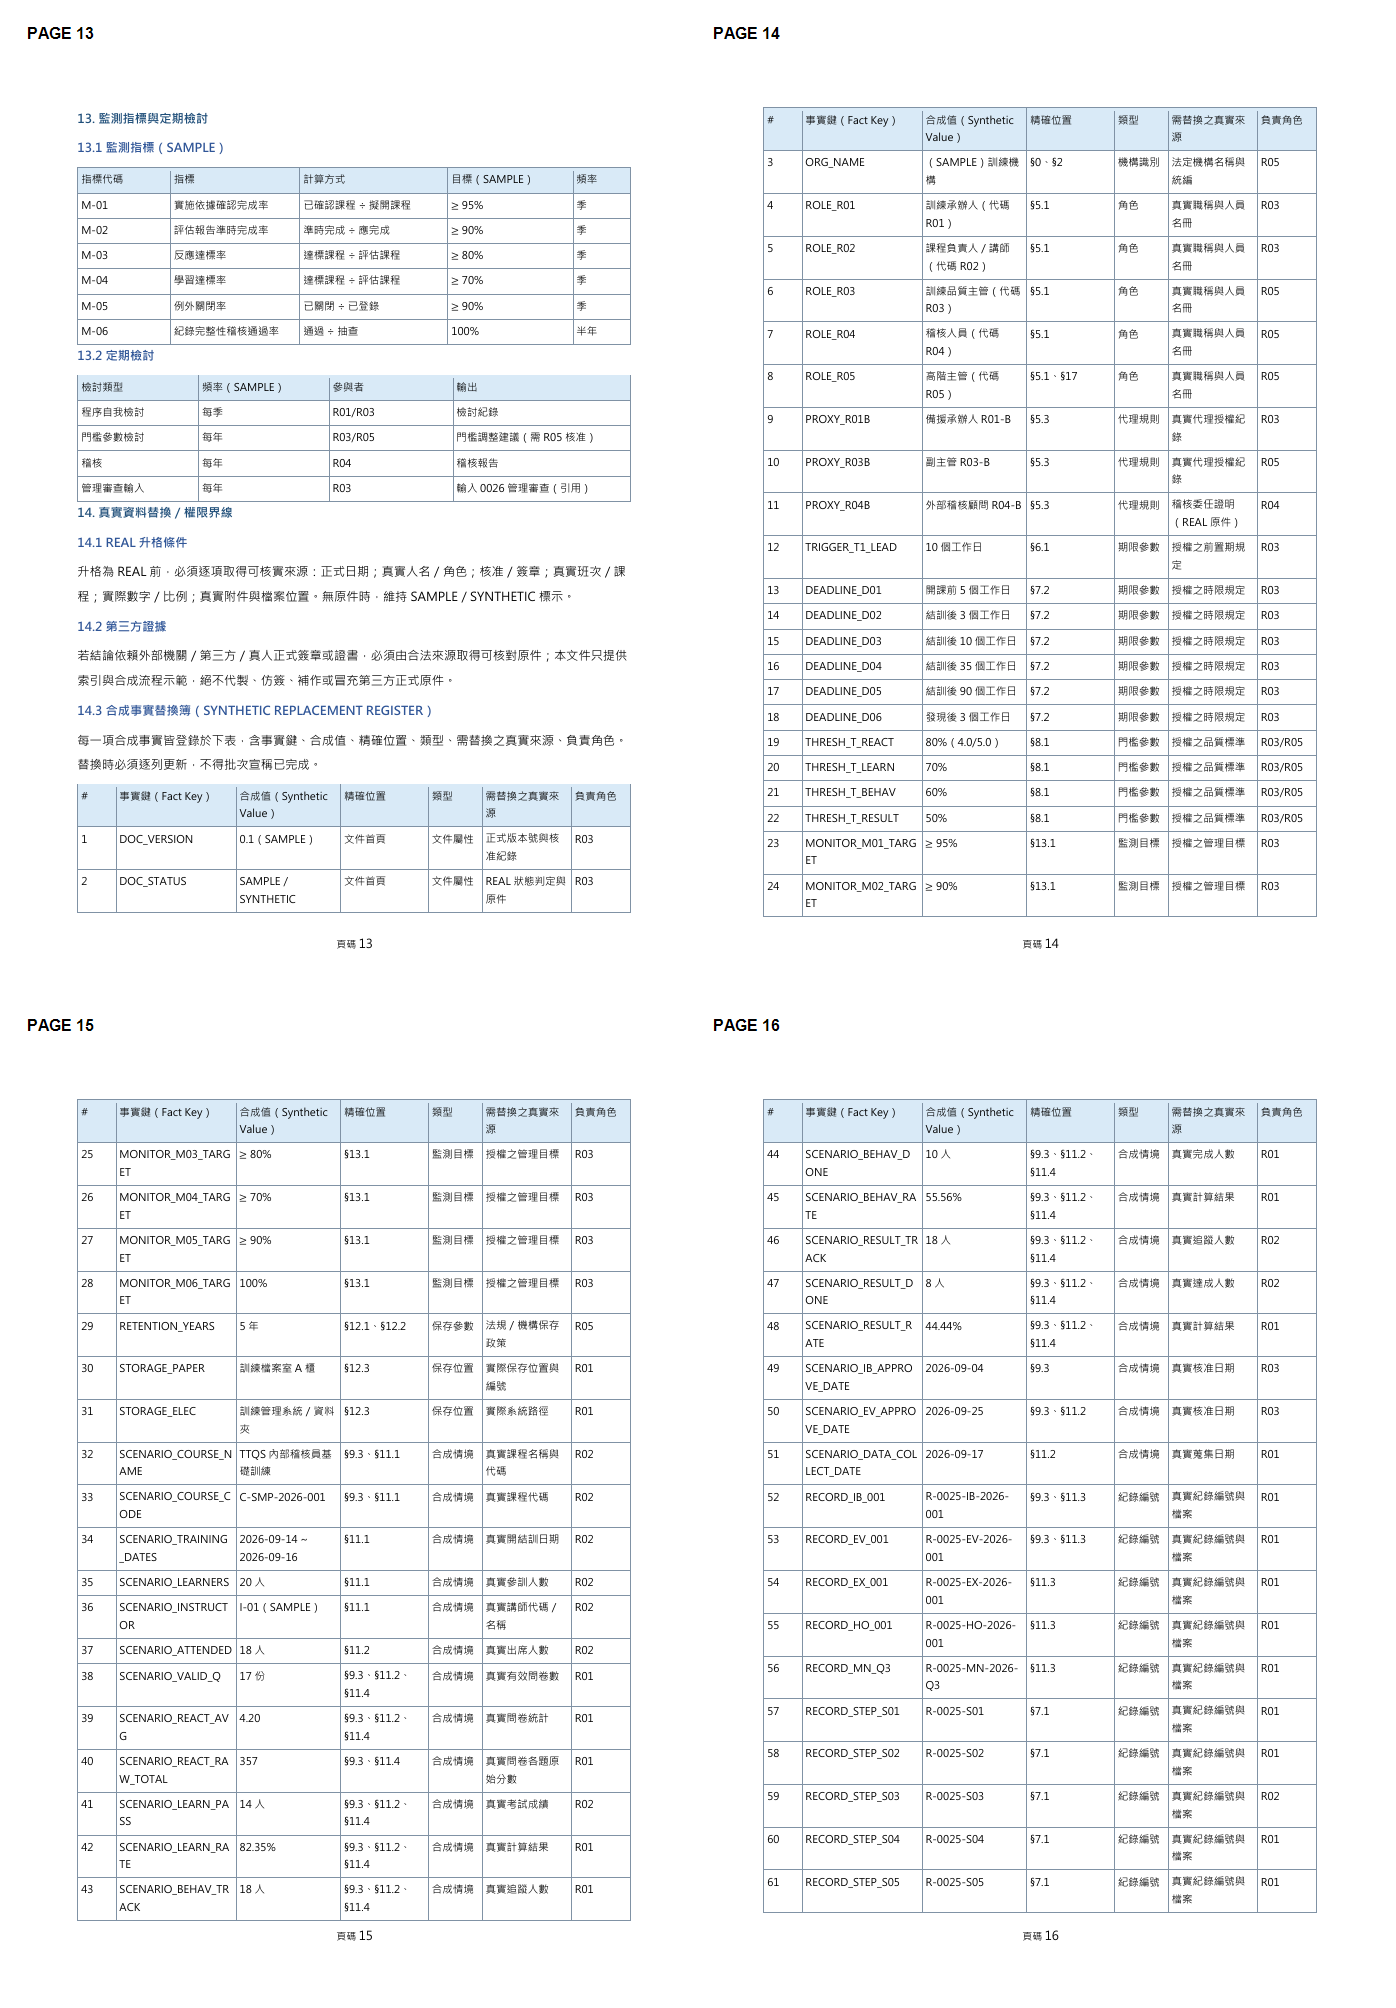 PAGE 13
13. 監測指標與定期檢討
13.1 監測指標（SAMPLE）
指標代碼 指標 計算方式 目標（SAMPLE） 頻率
M-01 實施依據確認完成率 已確認課程 ÷ 擬開課程 ≥ 95% 季
M-02 評估報告準時完成率 準時完成 ÷ 應完成 ≥ 90% 季
M-03 反應達標率 達標課程 ÷ 評估課程 ≥ 80% 季
M-04 學習達標率 達標課程 ÷ 評估課程 ≥ 70% 季
M-05 例外關閉率 已關閉 ÷ 已登錄 ≥ 90% 季
M-06 紀錄完整性稽核通過率 通過 ÷ 抽查 100% 半年
13.2 定期檢討
檢討類型 頻率（SAMPLE） 參與者 輸出
程序自我檢討 每季 R01/R03 檢討紀錄
門檻參數檢討 每年 R03/R05 門檻調整建議（需 R05 核准）
稽核 每年 R04 稽核報告
管理審查輸入 每年 R03 輸入 0026 管理審查（引用）
14. 真實資料替換 / 權限界線
14.1 REAL 升格條件
升格為 REAL 前，必須逐項取得可核實來源：正式日期；真實人名 / 角色；核准 / 簽章；真實班次 / 課
程；實際數字 / 比例；真實附件與檔案位置。無原件時，維持 SAMPLE / SYNTHETIC 標示。
14.2 第三方證據
若結論依賴外部機關 / 第三方 / 真人正式簽章或證書，必須由合法來源取得可核對原件；本文件只提供
索引與合成流程示範，絕不代製、仿簽、補作或冒充第三方正式原件。
14.3 合成事實替換簿（SYNTHETIC REPLACEMENT REGISTER）
每一項合成事實皆登錄於下表，含事實鍵、合成值、精確位置、類型、需替換之真實來源、負責角色。
替換時必須逐列更新，不得批次宣稱已完成。
# 事實鍵（Fact Key） 合成值（Synthetic 精確位置 類型 需替換之真實來 負責角色
Value） 源
1 DOC_VERSION 0.1（SAMPLE） 文件首頁 文件屬性 正式版本號與核 R03
准紀錄
2 DOC_STATUS SAMPLE / 文件首頁 文件屬性 REAL 狀態判定與 R03
SYNTHETIC 原件
頁碼 13
PAGE 14
# 事實鍵（Fact Key） 合成值（Synthetic 精確位置 類型 需替換之真實來 負責角色
Value） 源
3 ORG_NAME （SAMPLE）訓練機 §0、§2 機構識別 法定機構名稱與 R05
構 統編
4 ROLE_R01 訓練承辦人（代碼 §5.1 角色 真實職稱與人員 R03
R01） 名冊
5 ROLE_R02 課程負責人 / 講師 §5.1 角色 真實職稱與人員 R03
（代碼 R02） 名冊
6 ROLE_R03 訓練品質主管（代碼 §5.1 角色 真實職稱與人員 R05
R03） 名冊
7 ROLE_R04 稽核人員（代碼 §5.1 角色 真實職稱與人員 R05
R04） 名冊
8 ROLE_R05 高階主管（代碼 §5.1、§17 角色 真實職稱與人員 R05
R05） 名冊
9 PROXY_R01B 備援承辦人 R01-B §5.3 代理規則 真實代理授權紀 R03
錄
10 PROXY_R03B 副主管 R03-B §5.3 代理規則 真實代理授權紀 R05
錄
11 PROXY_R04B 外部稽核顧問 R04-B §5.3 代理規則 稽核委任證明 R04
（REAL 原件）
12 TRIGGER_T1_LEAD 10 個工作日 §6.1 期限參數 授權之前置期規 R03
定
13 DEADLINE_D01 開課前 5 個工作日 §7.2 期限參數 授權之時限規定 R03
14 DEADLINE_D02 結訓後 3 個工作日 §7.2 期限參數 授權之時限規定 R03
15 DEADLINE_D03 結訓後 10 個工作日 §7.2 期限參數 授權之時限規定 R03
16 DEADLINE_D04 結訓後 35 個工作日 §7.2 期限參數 授權之時限規定 R03
17 DEADLINE_D05 結訓後 90 個工作日 §7.2 期限參數 授權之時限規定 R03
18 DEADLINE_D06 發現後 3 個工作日 §7.2 期限參數 授權之時限規定 R03
19 THRESH_T_REACT 80%（4.0/5.0） §8.1 門檻參數 授權之品質標準 R03/R05
20 THRESH_T_LEARN 70% §8.1 門檻參數 授權之品質標準 R03/R05
21 THRESH_T_BEHAV 60% §8.1 門檻參數 授權之品質標準 R03/R05
22 THRESH_T_RESULT 50% §8.1 門檻參數 授權之品質標準 R03/R05
23 MONITOR_M01_TARG ≥ 95% §13.1 監測目標 授權之管理目標 R03
ET
24 MONITOR_M02_TARG ≥ 90% §13.1 監測目標 授權之管理目標 R03
ET
頁碼 14
PAGE 15
# 事實鍵（Fact Key） 合成值（Synthetic 精確位置 類型 需替換之真實來 負責角色
Value） 源
25 MONITOR_M03_TARG ≥ 80% §13.1 監測目標 授權之管理目標 R03
ET
26 MONITOR_M04_TARG ≥ 70% §13.1 監測目標 授權之管理目標 R03
ET
27 MONITOR_M05_TARG ≥ 90% §13.1 監測目標 授權之管理目標 R03
ET
28 MONITOR_M06_TARG 100% §13.1 監測目標 授權之管理目標 R03
ET
29 RETENTION_YEARS 5 年 §12.1、§12.2 保存參數 法規 / 機構保存 R05
政策
30 STORAGE_PAPER 訓練檔案室 A 櫃 §12.3 保存位置 實際保存位置與 R01
編號
31 STORAGE_ELEC 訓練管理系統 / 資料 §12.3 保存位置 實際系統路徑 R01
夾
32 SCENARIO_COURSE_N TTQS 內部稽核員基 §9.3、§11.1 合成情境 真實課程名稱與 R02
AME 礎訓練 代碼
33 SCENARIO_COURSE_C C-SMP-2026-001 §9.3、§11.1 合成情境 真實課程代碼 R02
ODE
34 SCENARIO_TRAINING 2026-09-14 ~ §11.1 合成情境 真實開結訓日期 R02
_DATES 2026-09-16
35 SCENARIO_LEARNERS 20 人 §11.1 合成情境 真實參訓人數 R02
36 SCENARIO_INSTRUCT I-01（SAMPLE） §11.1 合成情境 真實講師代碼 / R02
OR 名稱
37 SCENARIO_ATTENDED 18 人 §11.2 合成情境 真實出席人數 R02
38 SCENARIO_VALID_Q 17 份 §9.3、§11.2、 合成情境 真實有效問卷數 R01
§11.4
39 SCENARIO_REACT_AV 4.20 §9.3、§11.2、 合成情境 真實問卷統計 R01
G §11.4
40 SCENARIO_REACT_RA 357 §9.3、§11.4 合成情境 真實問卷各題原 R01
W_TOTAL 始分數
41 SCENARIO_LEARN_PA 14 人 §9.3、§11.2、 合成情境 真實考試成績 R02
SS §11.4
42 SCENARIO_LEARN_RA 82.35% §9.3、§11.2、 合成情境 真實計算結果 R01
TE §11.4
43 SCENARIO_BEHAV_TR 18 人 §9.3、§11.2、 合成情境 真實追蹤人數 R01
ACK §11.4
頁碼 15
PAGE 16
# 事實鍵（Fact Key） 合成值（Synthetic 精確位置 類型 需替換之真實來 負責角色
Value） 源
44 SCENARIO_BEHAV_D 10 人 §9.3、§11.2、 合成情境 真實完成人數 R01
ONE §11.4
45 SCENARIO_BEHAV_RA 55.56% §9.3、§11.2、 合成情境 真實計算結果 R01
TE §11.4
46 SCENARIO_RESULT_TR 18 人 §9.3、§11.2、 合成情境 真實追蹤人數 R02
ACK §11.4
47 SCENARIO_RESULT_D 8 人 §9.3、§11.2、 合成情境 真實達成人數 R02
ONE §11.4
48 SCENARIO_RESULT_R 44.44% §9.3、§11.2、 合成情境 真實計算結果 R01
ATE §11.4
49 SCENARIO_IB_APPRO 2026-09-04 §9.3 合成情境 真實核准日期 R03
VE_DATE
50 SCENARIO_EV_APPRO 2026-09-25 §9.3、§11.2 合成情境 真實核准日期 R03
VE_DATE
51 SCENARIO_DATA_COL 2026-09-17 §11.2 合成情境 真實蒐集日期 R01
LECT_DATE
52 RECORD_IB_001 R-0025-IB-2026- §9.3、§11.3 紀錄編號 真實紀錄編號與 R01
001 檔案
53 RECORD_EV_001 R-0025-EV-2026- §9.3、§11.3 紀錄編號 真實紀錄編號與 R01
001 檔案
54 RECORD_EX_001 R-0025-EX-2026- §11.3 紀錄編號 真實紀錄編號與 R01
001 檔案
55 RECORD_HO_001 R-0025-HO-2026- §11.3 紀錄編號 真實紀錄編號與 R01
001 檔案
56 RECORD_MN_Q3 R-0025-MN-2026- §11.3 紀錄編號 真實紀錄編號與 R01
Q3 檔案
57 RECORD_STEP_S01 R-0025-S01 §7.1 紀錄編號 真實紀錄編號與 R01
檔案
58 RECORD_STEP_S02 R-0025-S02 §7.1 紀錄編號 真實紀錄編號與 R01
檔案
59 RECORD_STEP_S03 R-0025-S03 §7.1 紀錄編號 真實紀錄編號與 R02
檔案
60 RECORD_STEP_S04 R-0025-S04 §7.1 紀錄編號 真實紀錄編號與 R01
檔案
61 RECORD_STEP_S05 R-0025-S05 §7.1 紀錄編號 真實紀錄編號與 R01
檔案
頁碼 16